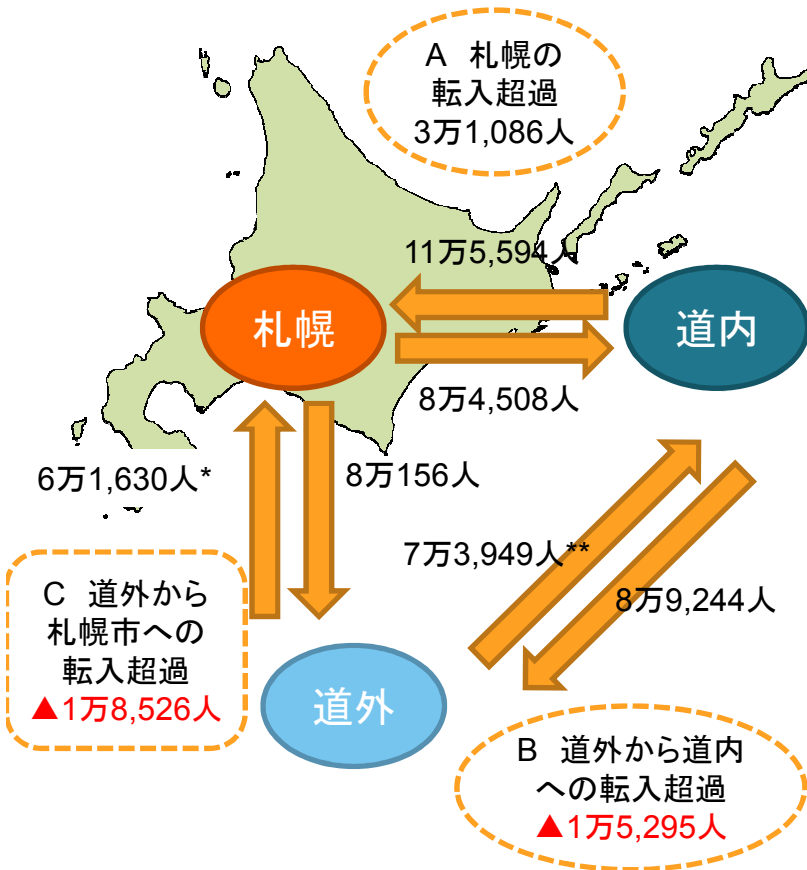 A 札幌の
転入超過
3万1,086人
11万5,594人
札幌
道内
8万4,508人
6万1,630人*
8万156人
7万3,949人**
8万9,244人
C 道外から
札幌市への
転入超過
▲1万8,526人
道外
B 道外から道内
への転入超過
▲1万5,295人